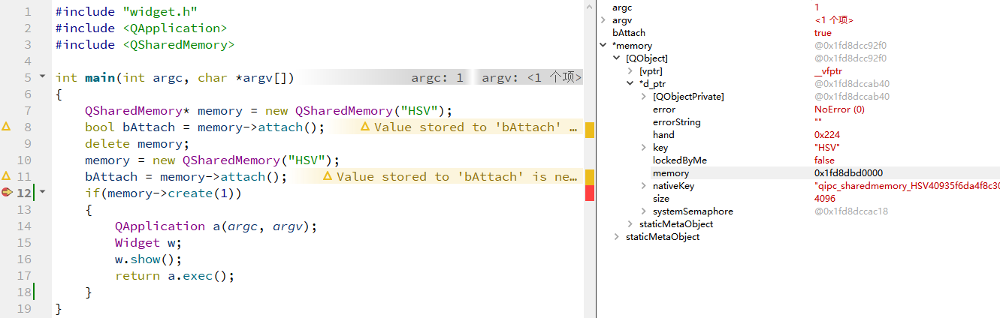 1 #include "widget.h"
2 #include <QApplication>
3 #include <QSharedMemory>
4
5 int main(int argc, char *argv[]) argc: 1 argv: <1 个项>
6 {
7 QSharedMemory* memory = new QSharedMemory("HSV");
8 bool bAttach = memory->attach(); Value stored to 'bAttach' …
9 delete memory;
10 memory = new QSharedMemory("HSV");
11 bAttach = memory->attach(); Value stored to 'bAttach' is ne…
12 if(memory->create(1))
13 {
14 QApplication a(argc, argv);
15 Widget w;
16 w.show();
17 return a.exec();
18 }
19 }
argc 1
argv <1 个项>
bAttach true
*memory @0x1fd8dcc92f0
[QObject] @0x1fd8dcc92f0
[vptr] __vfptr
*d_ptr @0x1fd8dccab40
[QObjectPrivate] @0x1fd8dccab40
error NoError (0)
errorString ""
hand 0x224
key "HSV"
lockedByMe false
memory 0x1fd8dbd0000
nativeKey "qipc_sharedmemory_HSV40935f6da4f8c30
size 4096
systemSemaphore @0x1fd8dccac18
staticMetaObject
staticMetaObject